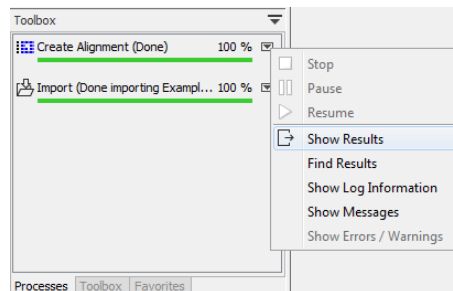 Toolbox
Create Alignment (Done) 100 %
Import (Done importing Exampl... 100 %
Stop
Pause
Resume
Show Results
Find Results
Show Log Information
Show Messages
Show Errors / Warnings
Processes Toolbox Favorites